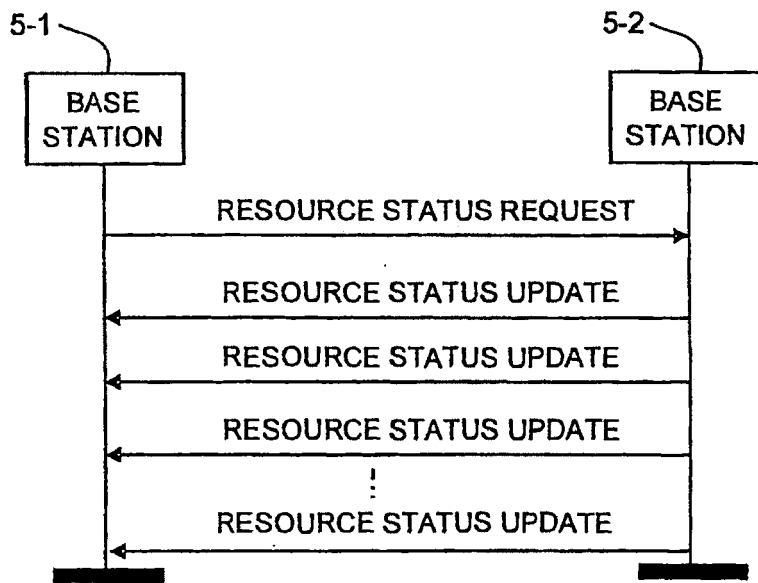 5-1
5-2
BASE
STATION
BASE
STATION
RESOURCE STATUS REQUEST
RESOURCE STATUS UPDATE
RESOURCE STATUS UPDATE
RESOURCE STATUS UPDATE
RESOURCE STATUS UPDATE